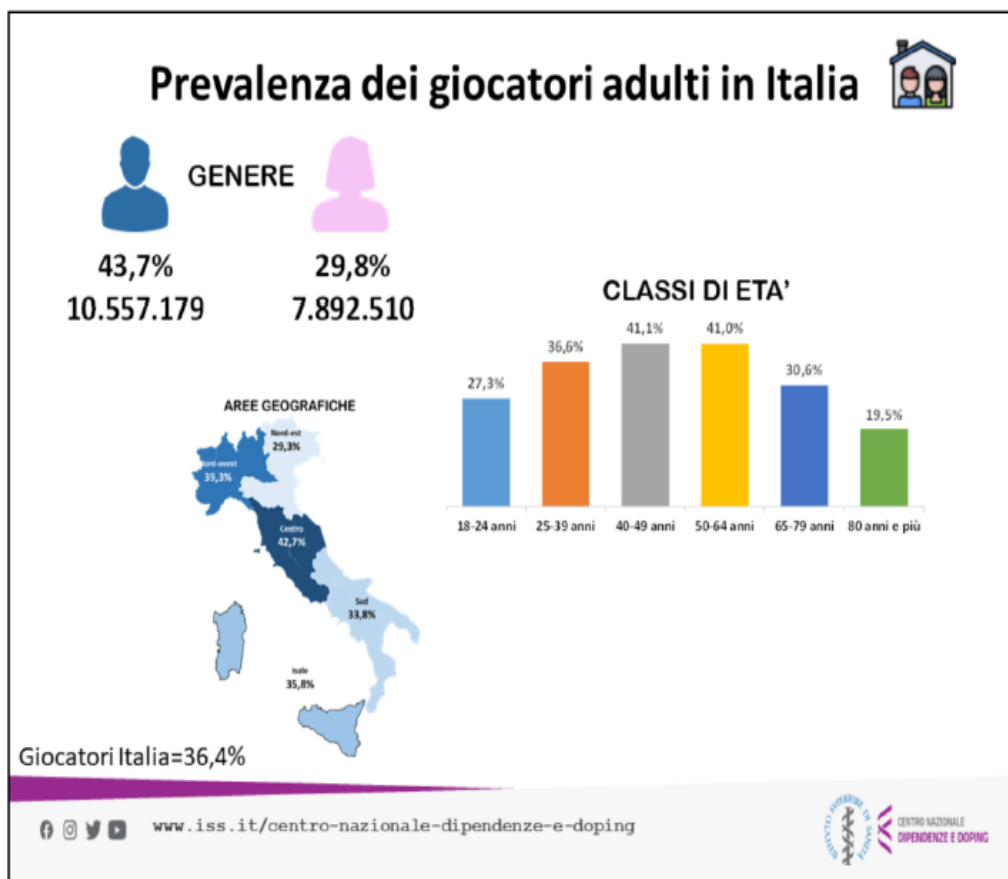 Prevalenza dei giocatori adulti in Italia
GENERE
43,7%
29,8%
10.557.179
7.892.510
CLASSI DI ETA'
27,3%
36,6%
41,1%
41,0%
30,6%
19,5%
18-24 anni
25-39 anni
40-49 anni
50-64 anni
65-79 anni
80 anni e più
AREE GEOGRAFICHE
Nord-est
29,3%
Nord-ovest
39,3%
Centro
42,7%
Sud
33,8%
Isole
35,8%
Giocatori Italia=36,4%
www.iss.it/centro-nazionale-dipendenze-e-doping
ISTITUTO SUPERIORE DI SANITÀ
CENTRO NAZIONALE
DIPENDENZE E DOPING